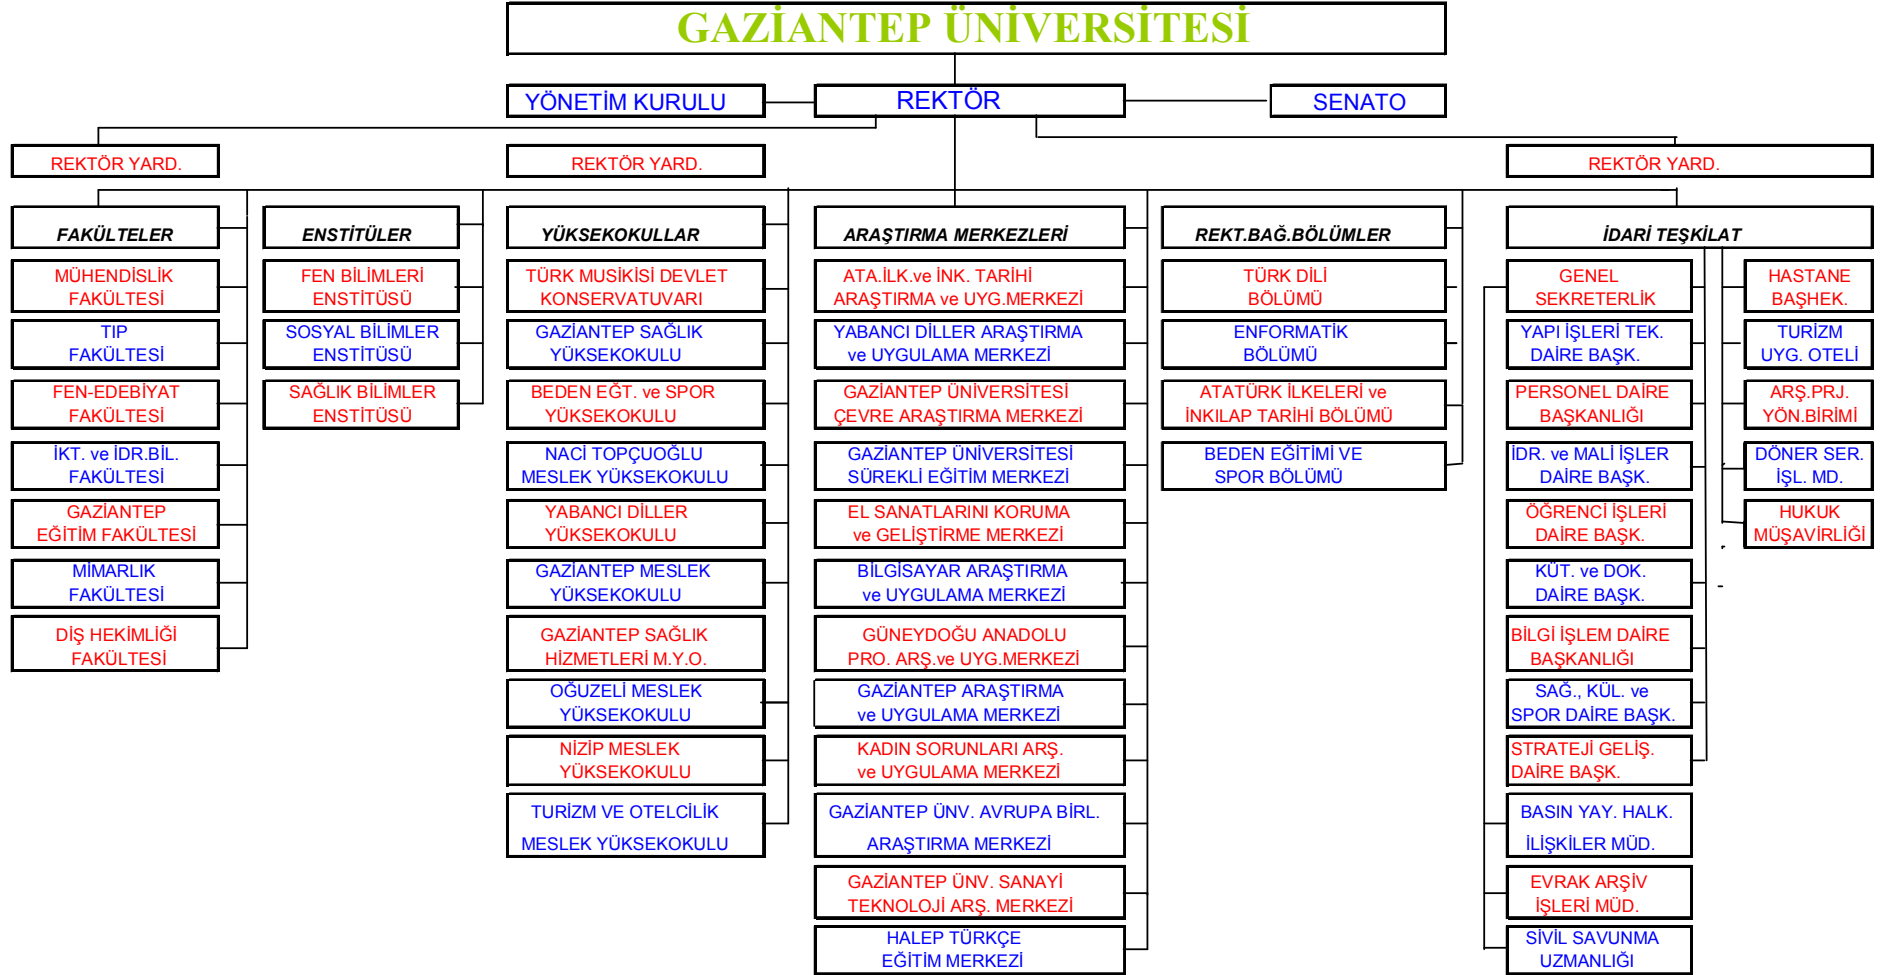 GAZİANTEP ÜNİVERSİTESİ
YÖNETİM KURULU
REKTÖR
SENATO
REKTÖR YARD.
REKTÖR YARD.
REKTÖR YARD.
FAKÜLTELER
MÜHENDİSLİK
FAKÜLTESİ
TIP
FAKÜLTESİ
FEN-EDEBİYAT
FAKÜLTESİ
İKT. ve İDR.BİL.
FAKÜLTESİ
GAZİANTEP
EĞİTİM FAKÜLTESİ
MİMARLIK
FAKÜLTESİ
DİŞ HEKİMLİĞİ
FAKÜLTESİ
ENSTİTÜLER
FEN BİLİMLERİ
ENSTİTÜSÜ
SOSYAL BİLİMLER
ENSTİTÜSÜ
SAĞLIK BİLİMLER
ENSTİTÜSÜ
YÜKSEKOKULLAR
TÜRK MUSIKİSİ DEVLET
KONSERVATUVARI
GAZİANTEP SAĞLIK
YÜKSEKOKULU
BEDEN EĞT. ve SPOR
YÜKSEKOKULU
NACİ TOPÇUOĞLU
MESLEK YÜKSEKOKULU
YABANCI DİLLER
YÜKSEKOKULU
GAZİANTEP MESLEK
YÜKSEKOKULU
GAZİANTEP SAĞLIK
HİZMETLERİ M.Y.O.
OĞUZELİ MESLEK
YÜKSEKOKULU
NİZİP MESLEK
YÜKSEKOKULU
TURİZM VE OTELCİLİK
MESLEK YÜKSEKOKULU
ARAŞTIRMA MERKEZLERİ
ATA.İLK.ve İNK. TARİHİ
ARAŞTIRMA ve UYG.MERKEZİ
YABANCI DİLLER ARAŞTIRMA
ve UYGULAMA MERKEZİ
GAZİANTEP ÜNİVERSİTESİ
ÇEVRE ARAŞTIRMA MERKEZİ
GAZİANTEP ÜNİVERSİTESİ
SÜREKLİ EĞİTİM MERKEZİ
EL SANATLARINI KORUMA
ve GELİŞTİRME MERKEZİ
BİLGİSAYAR ARAŞTIRMA
ve UYGULAMA MERKEZİ
GÜNEYDOĞU ANADOLU
PRO. ARŞ.ve UYG.MERKEZİ
GAZİANTEP ARAŞTIRMA
ve UYGULAMA MERKEZİ
KADIN SORUNLARI ARŞ.
ve UYGULAMA MERKEZİ
GAZİANTEP ÜNV. AVRUPA BİRL.
ARAŞTIRMA MERKEZİ
GAZİANTEP ÜNV. SANAYİ
TEKNOLOJİ ARŞ. MERKEZİ
HALEP TÜRKÇE
EĞİTİM MERKEZİ
REKT.BAĞ.BÖLÜMLER
TÜRK DİLİ
BÖLÜMÜ
ENFORMATİK
BÖLÜMÜ
ATATÜRK İLKELERİ ve
İNKILAP TARİHİ BÖLÜMÜ
BEDEN EĞİTİMİ VE
SPOR BÖLÜMÜ
İDARİ TEŞKİLAT
GENEL
SEKRETERLİK
YAPI İŞLERİ TEK.
DAİRE BAŞK.
PERSONEL DAİRE
BAŞKANLIĞI
İDR. ve MALİ İŞLER
DAİRE BAŞK.
ÖĞRENCİ İŞLERİ
DAİRE BAŞK.
KÜT. ve DOK.
DAİRE BAŞK.
BİLGİ İŞLEM DAİRE
BAŞKANLIĞI
SAĞ., KÜL. ve
SPOR DAİRE BAŞK.
STRATEJİ GELİŞ.
DAİRE BAŞK.
BASIN YAY. HALK.
İLİŞKİLER MÜD.
EVRAK ARŞİV
İŞLERİ MÜD.
SİVİL SAVUNMA
UZMANLIĞI
HASTANE
BAŞHEK.
TURİZM
UYG. OTELİ
ARŞ.PRJ.
YÖN.BİRİMİ
DÖNER SER.
İŞL. MD.
HUKUK
MÜŞAVİRLİĞİ